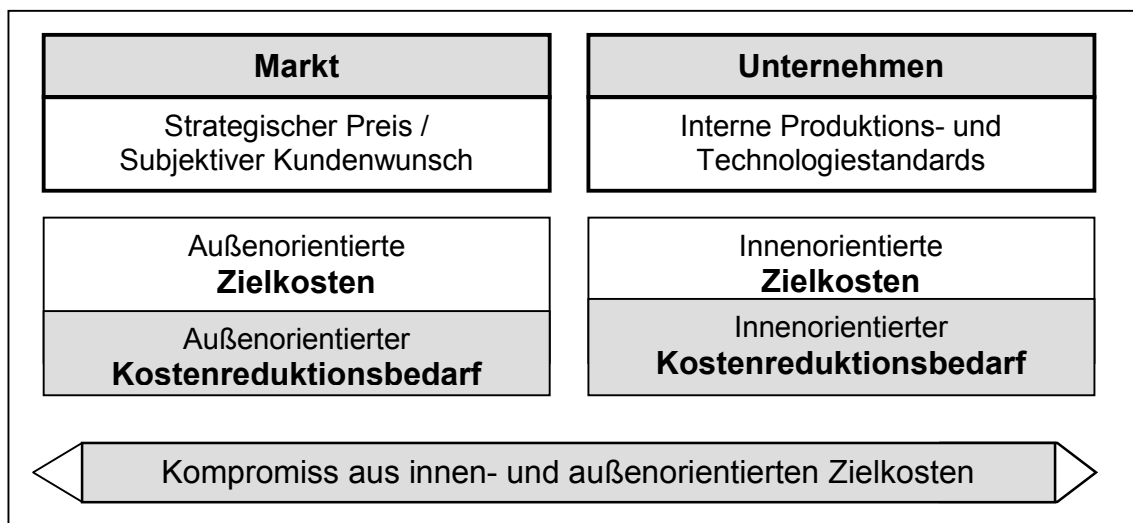 Markt
Strategischer Preis /
Subjektiver Kundenwunsch
Außenorientierte
Zielkosten
Außenorientierter
Kostenreduktionsbedarf
Unternehmen
Interne Produktions- und
Technologiestandards
Innenorientierte
Zielkosten
Innenorientierter
Kostenreduktionsbedarf
Kompromiss aus innen- und außenorientierten Zielkosten